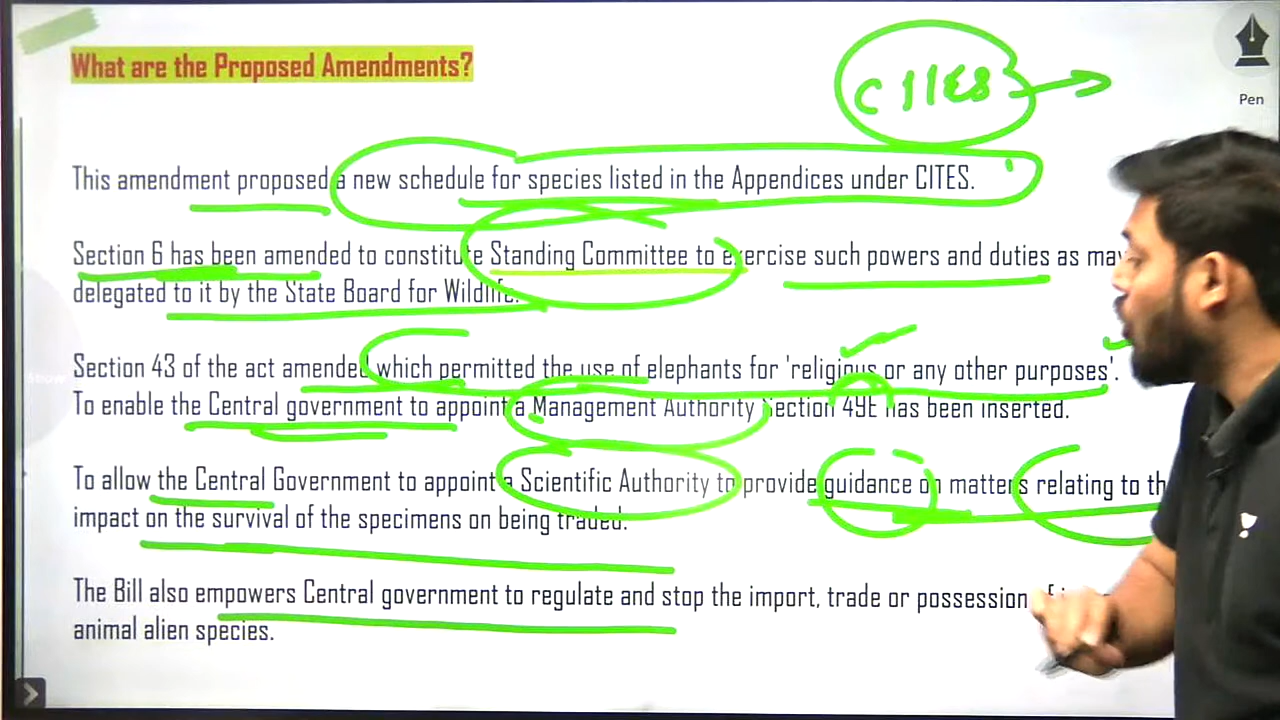 What are the Proposed Amendments?
CITES
Pen
This amendment proposed a new schedule for species listed in the Appendices under CITES.
Section 6 has been amended to constitute Standing Committee to exercise such powers and duties as may
delegated to it by the State Board for Wildlife.
Section 43 of the act amended which permitted the use of elephants for 'religious or any other purposes'.
To enable the Central government to appoint a Management Authority Section 49E has been inserted.
To allow the Central Government to appoint a Scientific Authority to provide guidance on matters relating to th
impact on the survival of the specimens on being traded.
The Bill also empowers Central government to regulate and stop the import, trade or possession of
animal alien species.